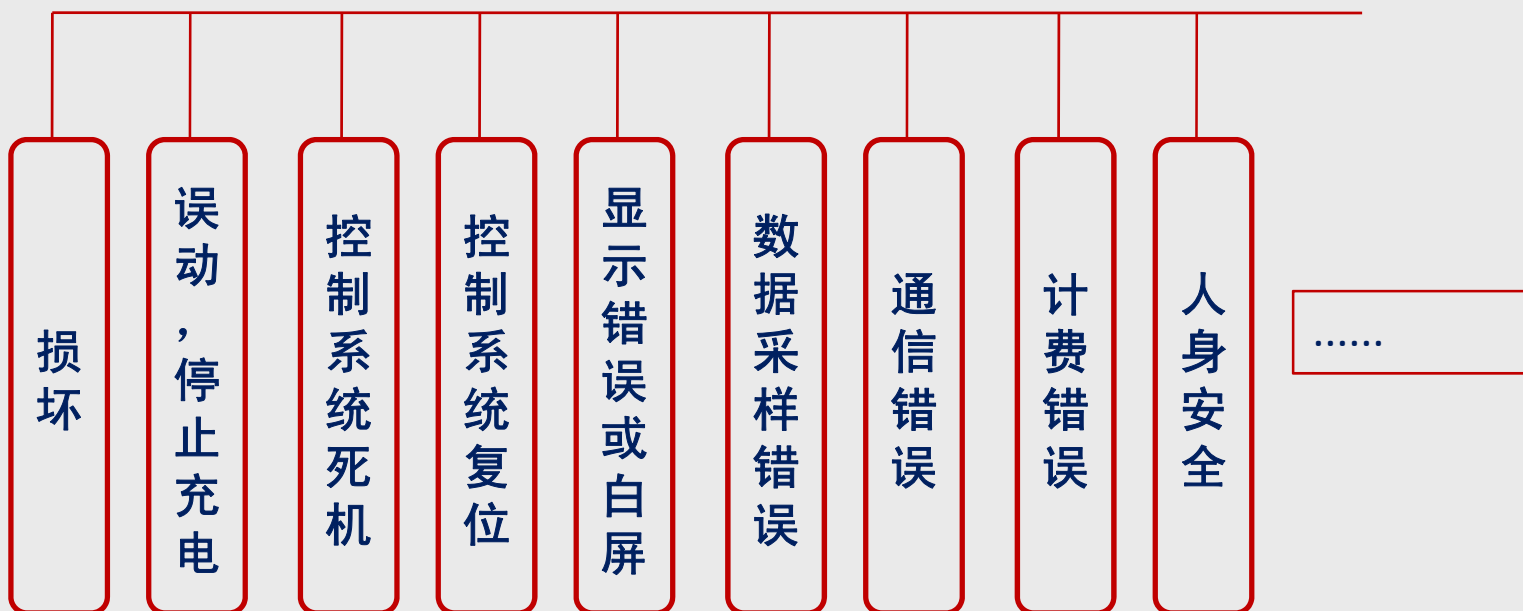 损坏
误动，停止充电
控制系统死机
控制系统复位
显示错误或白屏
数据采样错误
通信错误
计费错误
人身安全
......